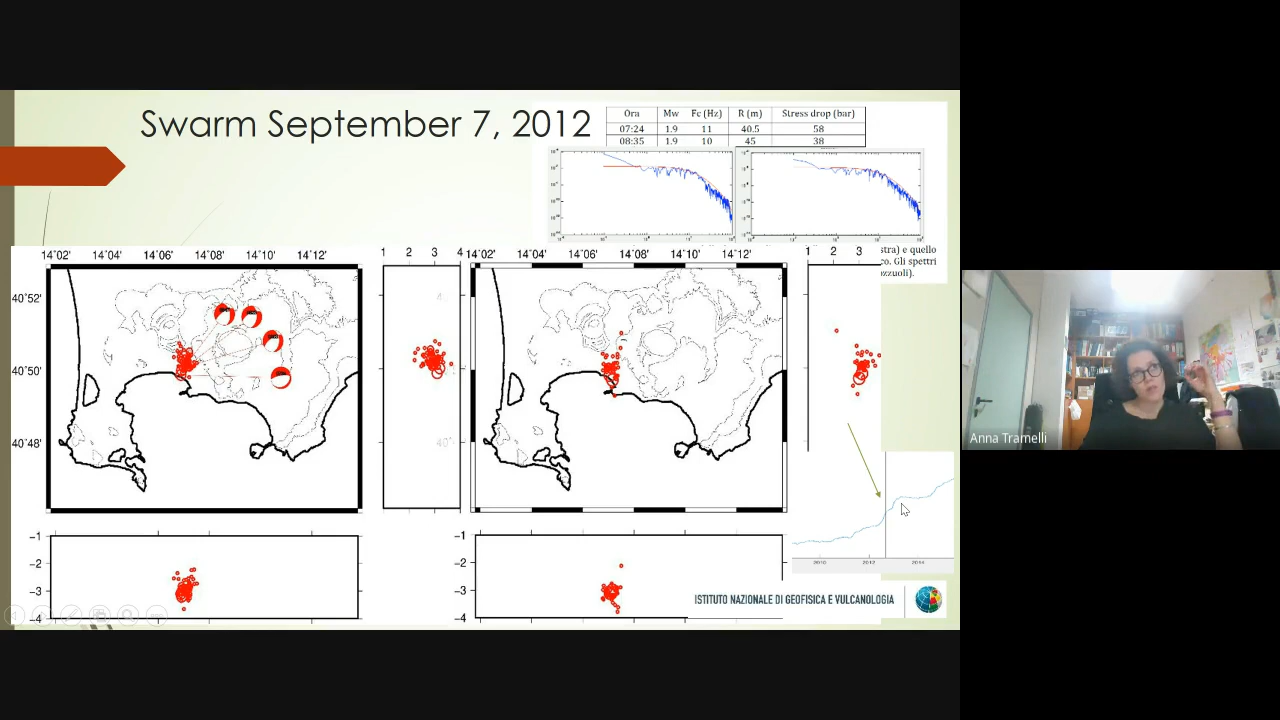 Swarm September 7, 2012
Ora Mw Fc (Hz) R (m) Stress drop (bar)
07:24 1.9 11 40.5 58
08:35 1.9 10 45 38
stra) e quello
co. Gli spettri
ozzuoli).
14˚02' 14˚04' 14˚06' 14˚08' 14˚10' 14˚12'
1 2 3 4
14˚02' 14˚04' 14˚06' 14˚08' 14˚10' 14˚12'
1 2 3
40˚52'
40˚50'
40˚48'
−1
−2
−3
−4
−1
−2
−3
−4
2010 2012 2014
ISTITUTO NAZIONALE DI GEOFISICA E VULCANOLOGIA
Anna Tramelli